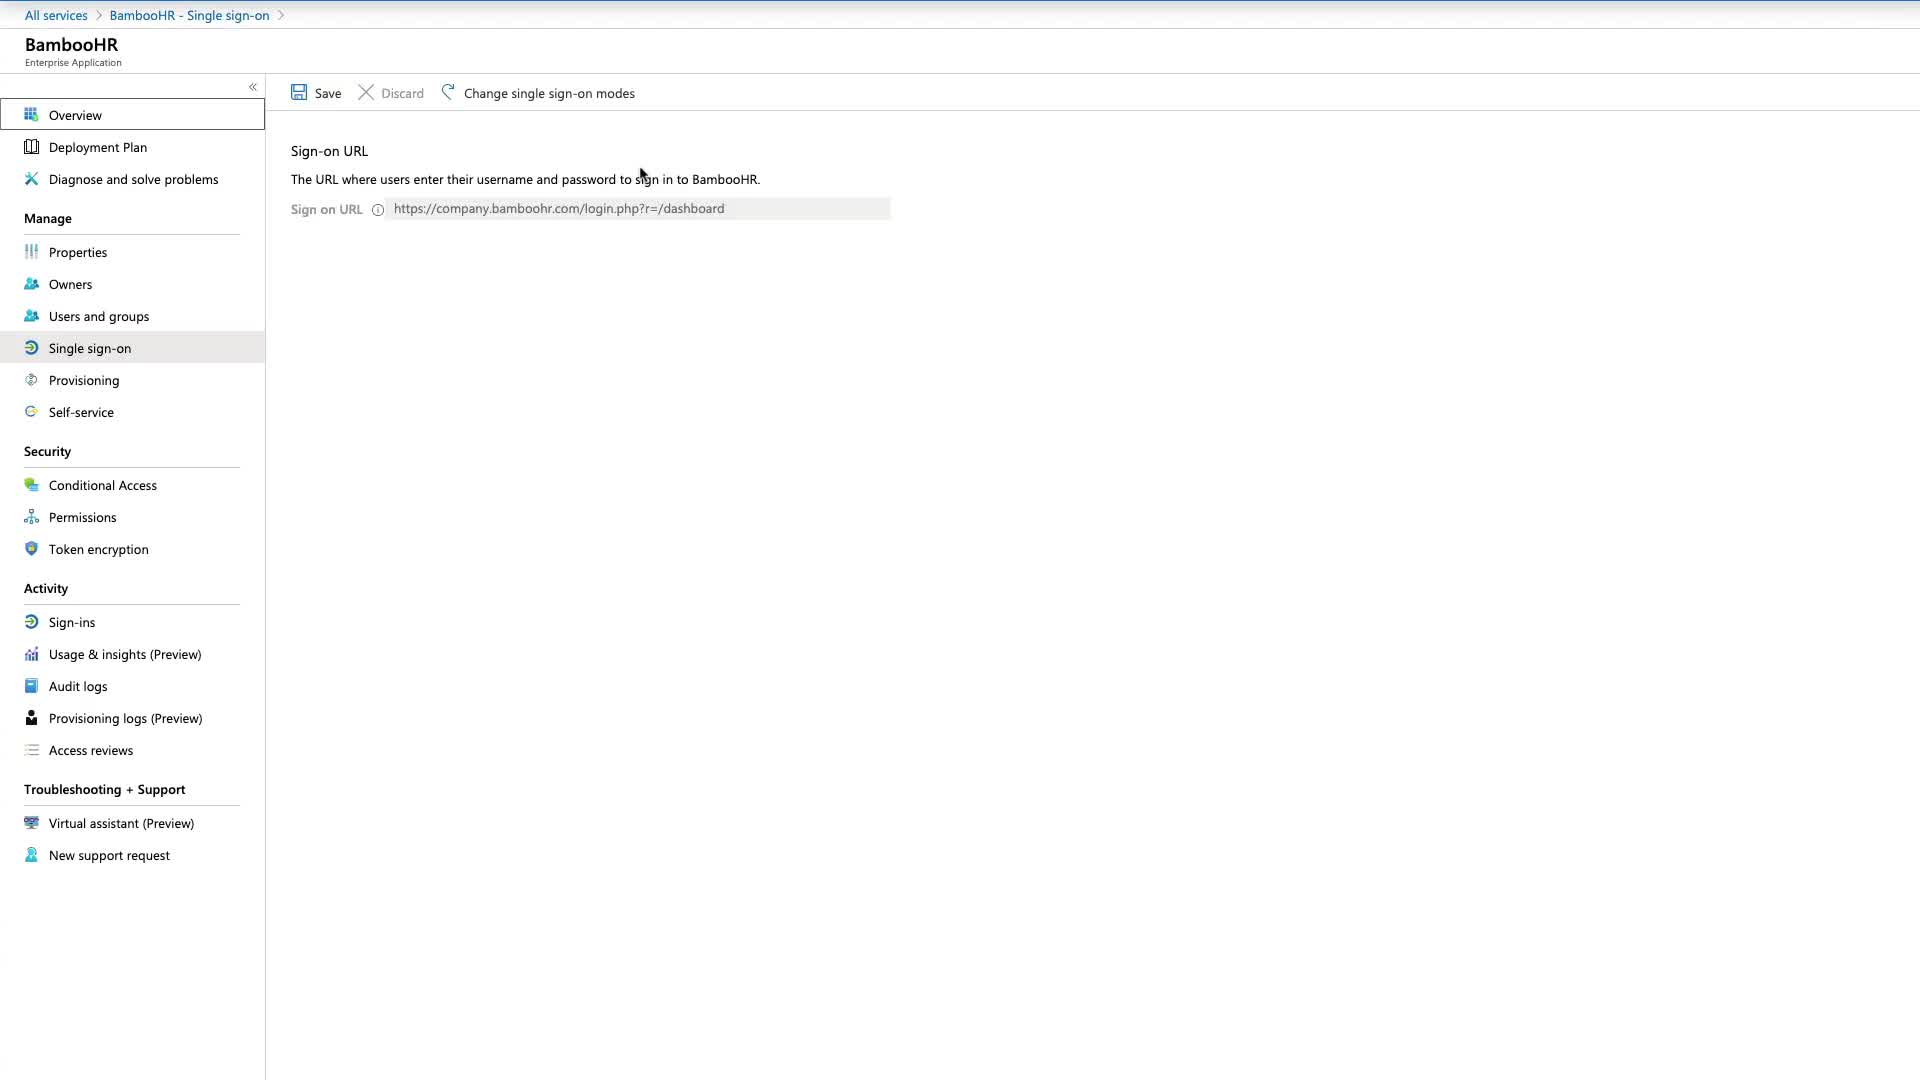 All services > BambooHR - Single sign-on >
BambooHR
Enterprise Application
«
Save Discard Change single sign-on modes
Overview
Deployment Plan
Diagnose and solve problems
Manage
Properties
Owners
Users and groups
Single sign-on
Provisioning
Self-service
Security
Conditional Access
Permissions
Token encryption
Activity
Sign-ins
Usage & insights (Preview)
Audit logs
Provisioning logs (Preview)
Access reviews
Troubleshooting + Support
Virtual assistant (Preview)
New support request
Sign-on URL
The URL where users enter their username and password to sign in to BambooHR.
Sign on URL https://company.bamboohr.com/login.php?r=/dashboard